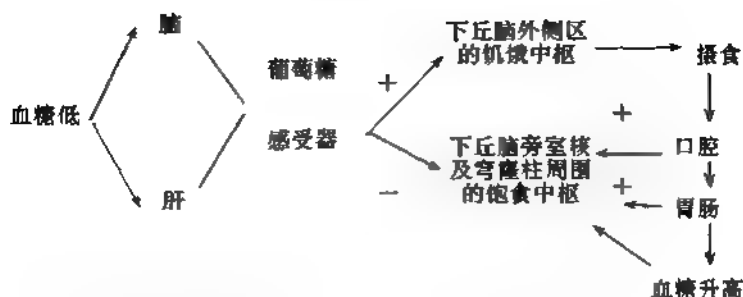 脑
下丘脑外侧区
的饥饿中枢
摄食
葡萄糖
+
血糖低
+
感受器
下丘脑旁室核
及穹窿柱周围
的饱食中枢
口腔
肝
−
+
胃肠
血糖升高